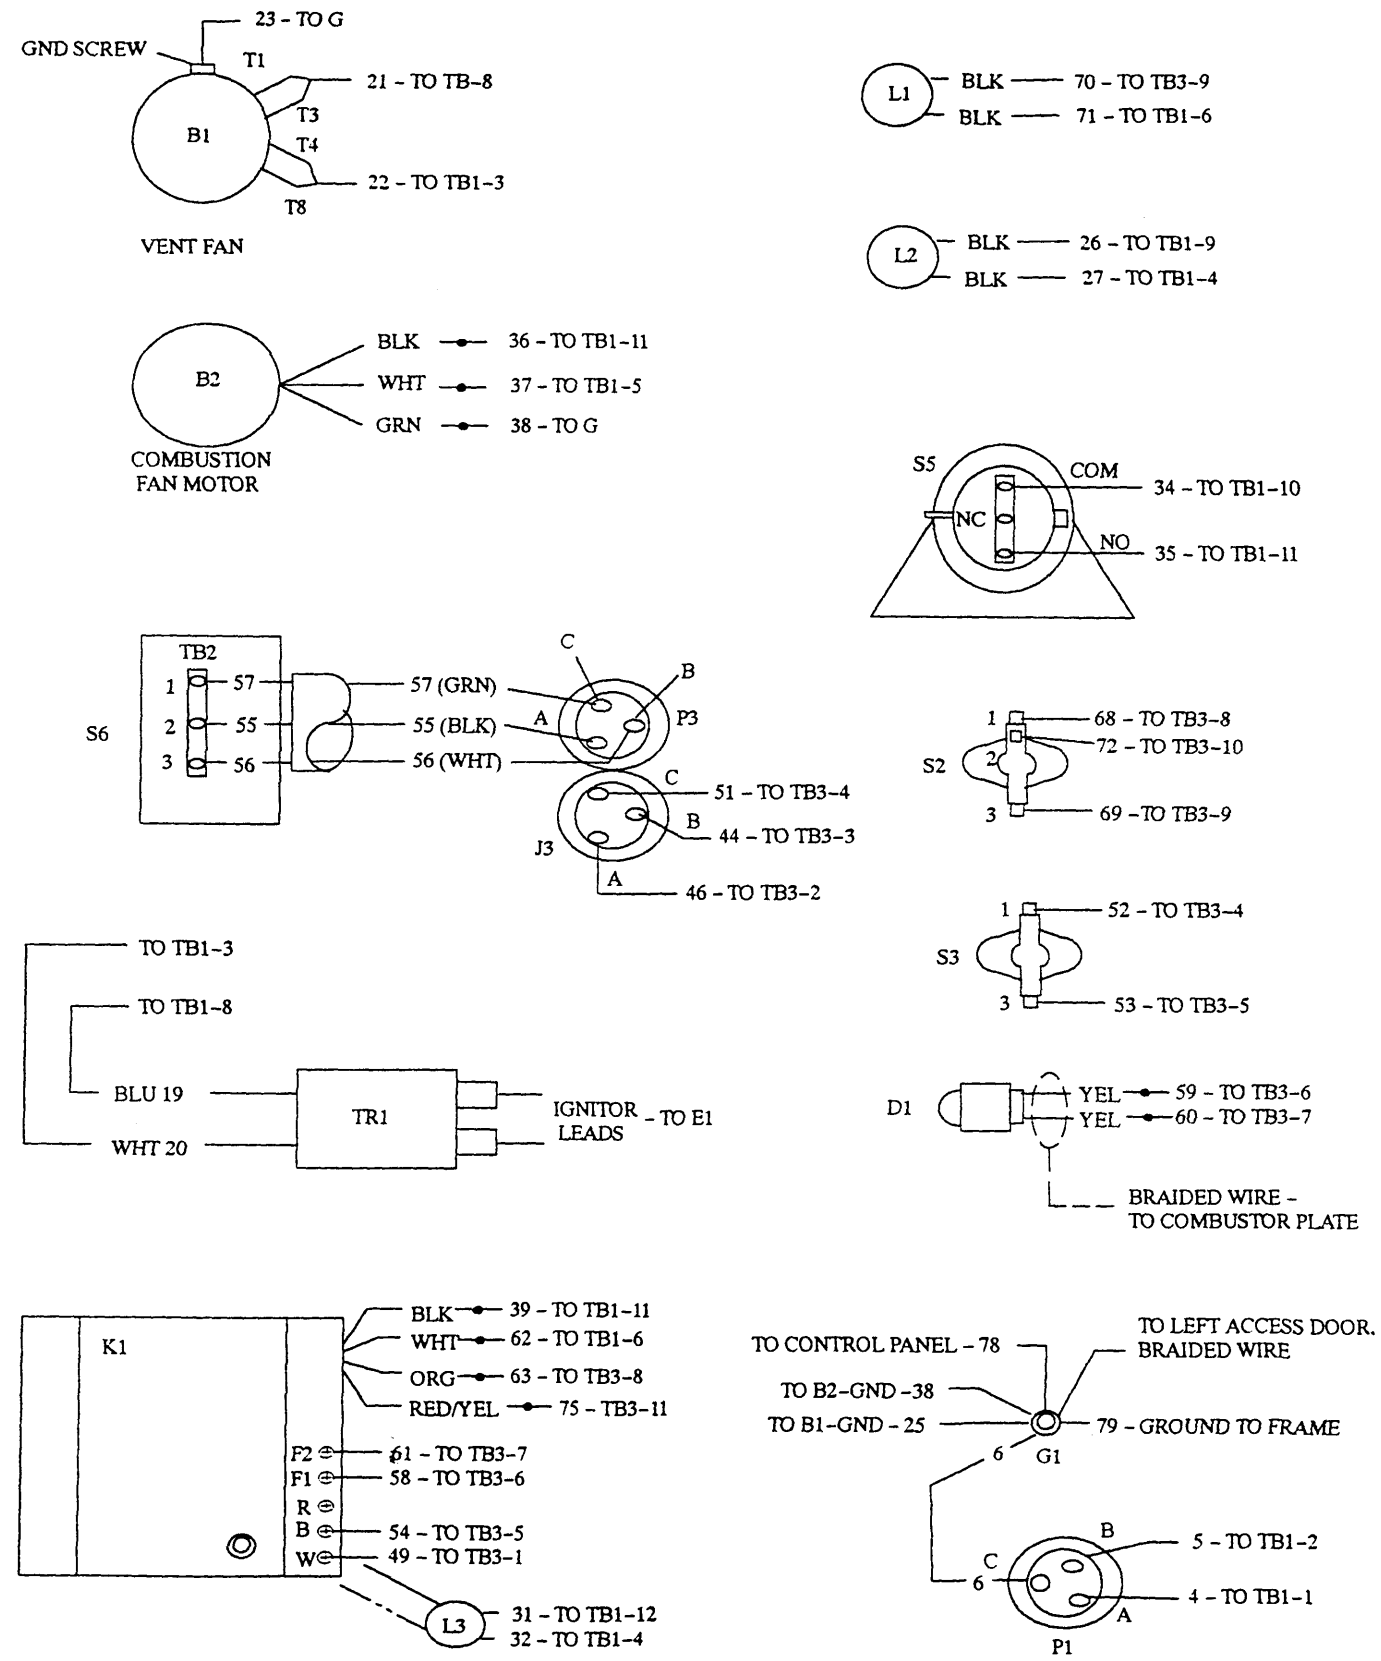 23 - TO G
GND SCREW
T1
21 - TO TB-8
T3
B1
T4
22 - TO TB1-3
T8
VENT FAN
L1
BLK
70 - TO TB3-9
BLK
71 - TO TB1-6
L2
BLK
26 - TO TB1-9
BLK
27 - TO TB1-4
B2
BLK
36 - TO TB1-11
WHT
37 - TO TB1-5
GRN
38 - TO G
COMBUSTION
FAN MOTOR
S5
COM
34 - TO TB1-10
NC
NO
35 - TO TB1-11
S6
TB2
1
57
57 (GRN)
2
55
55 (BLK)
3
56
56 (WHT)
C
B
A
P3
C
51 - TO TB3-4
B
44 - TO TB3-3
J3
A
46 - TO TB3-2
S2
1
68 - TO TB3-8
72 - TO TB3-10
2
3
69 - TO TB3-9
S3
1
52 - TO TB3-4
3
53 - TO TB3-5
TO TB1-3
TO TB1-8
BLU 19
WHT 20
TR1
IGNITOR
LEADS
- TO E1
D1
YEL
59 - TO TB3-6
YEL
60 - TO TB3-7
BRAIDED WIRE -
TO COMBUSTOR PLATE
K1
BLK
39 - TO TB1-11
WHT
62 - TO TB1-6
ORG
63 - TO TB3-8
RED/YEL
75 - TB3-11
F2
61 - TO TB3-7
F1
58 - TO TB3-6
R
B
54 - TO TB3-5
W
49 - TO TB3-1
L3
31 - TO TB1-12
32 - TO TB1-4
TO CONTROL PANEL - 78
TO LEFT ACCESS DOOR.
BRAIDED WIRE
TO B2-GND -38
TO B1-GND - 25
79 - GROUND TO FRAME
6
G1
B
5 - TO TB1-2
C
6
4 - TO TB1-1
A
P1